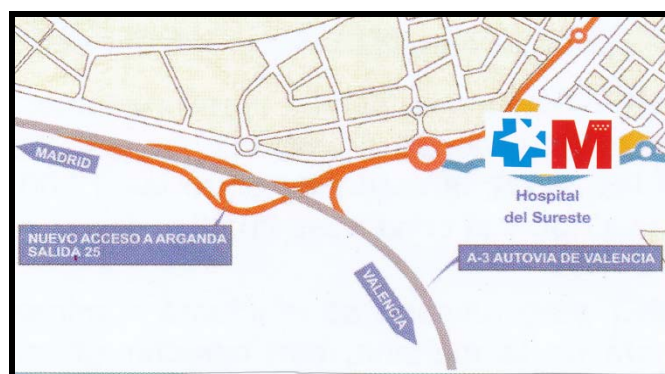 MADRID
M
Hospital
del Sureste
NUEVO ACCESO A ARGANDA
SALIDA 25
A-3 AUTOVIA DE VALENCIA
VALENCIA